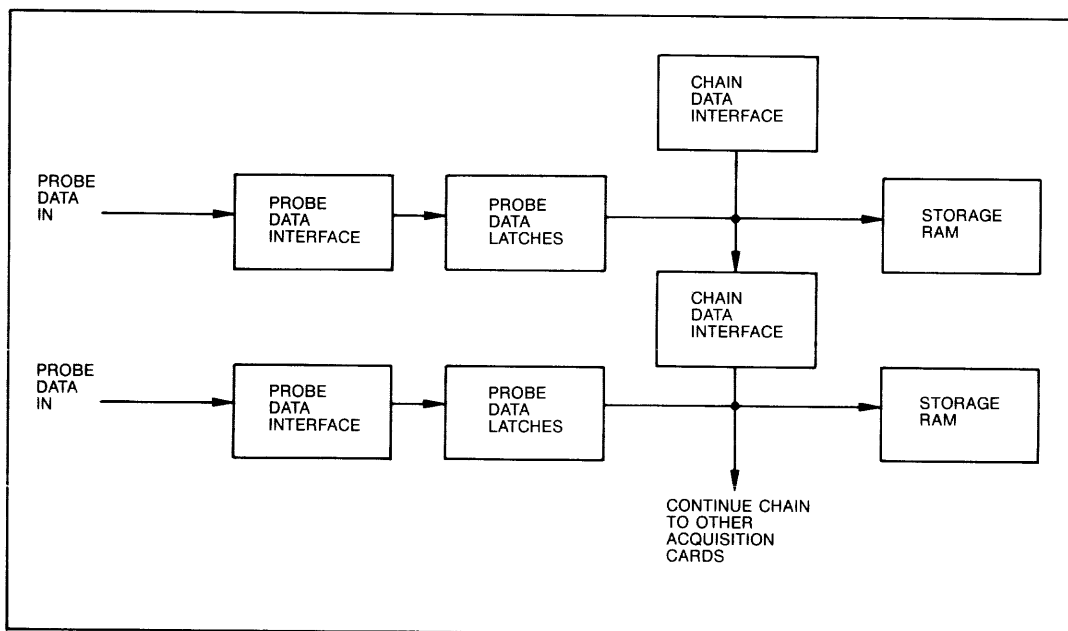 CHAIN
DATA
INTERFACE
PROBE
DATA
IN
PROBE
DATA
INTERFACE
PROBE
DATA
LATCHES
STORAGE
RAM
CHAIN
DATA
INTERFACE
PROBE
DATA
IN
PROBE
DATA
INTERFACE
PROBE
DATA
LATCHES
STORAGE
RAM
CONTINUE CHAIN
TO OTHER
ACQUISITION
CARDS